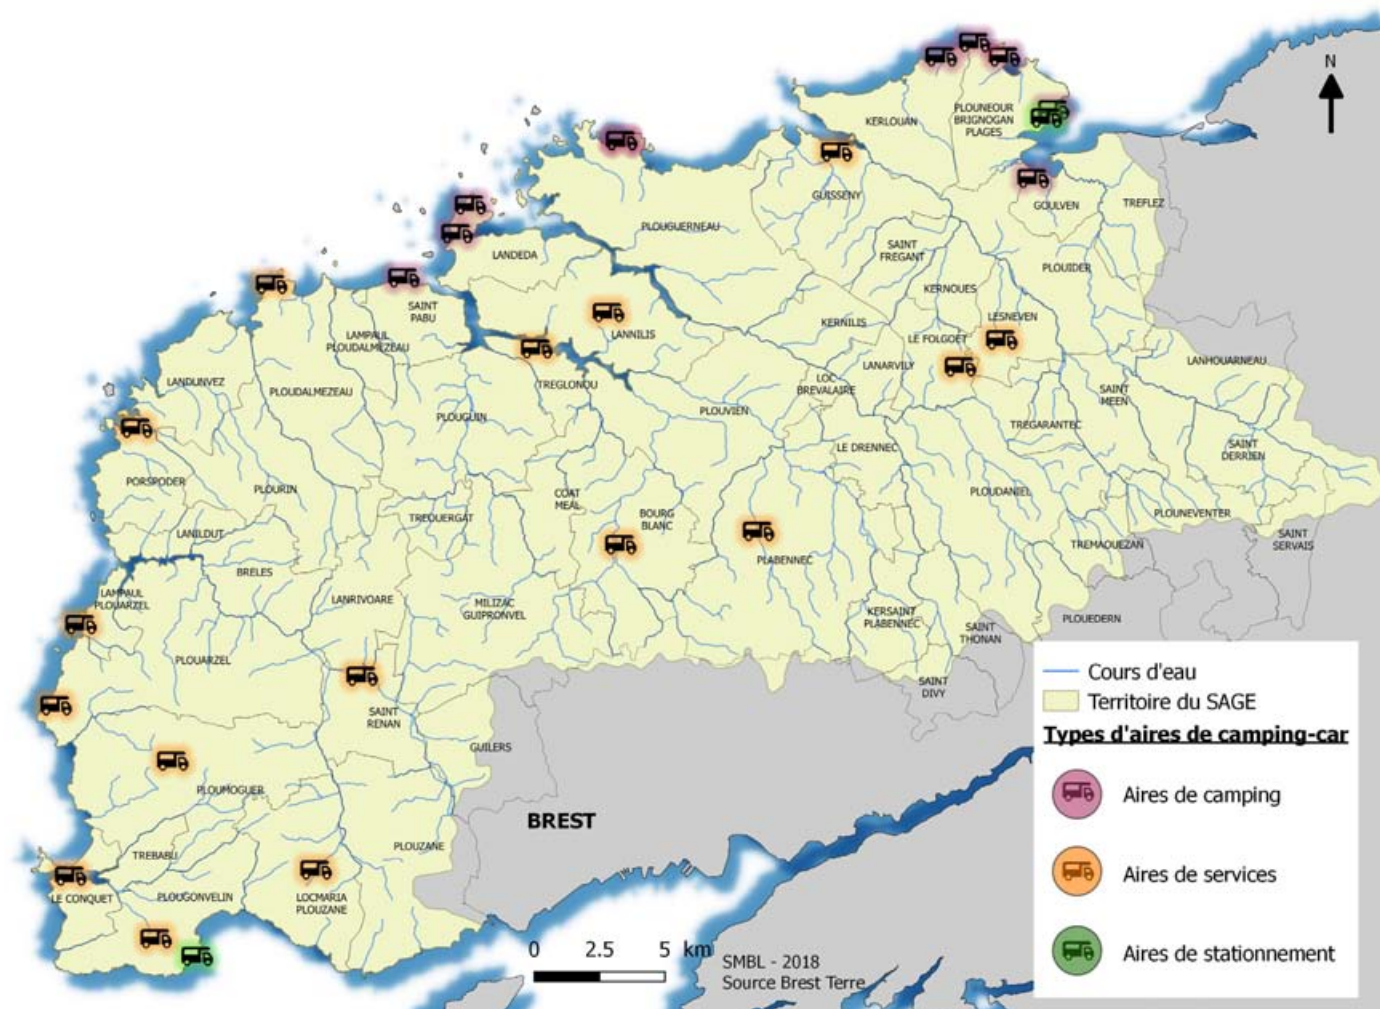 N
KERLOUAN
PLOUNEOUR
BRIGNOGAN
PLAGES
GUISSENY
GOULVEN
TREFLEZ
PLOUGUERNEAU
LANDEDA
SAINT
FREGANT
PLOUIDER
KERNOUES
SAINT
PABU
LANNILIS
KERNILIS
LESNEVEN
LE FOLGOET
LAMPAUL
PLOUDALMEZEAU
LANARVILY
LANHOUARNEAU
LANDUNVEZ
PLOUDALMEZEAU
TREGLONOU
LOC
BREVALAIRE
SAINT
MEEN
PLOUGUIN
PLOUVIEN
TREGARANTEC
LE DRENNEC
SAINT
DERRIEN
PORSPODER
PLOURIN
COAT
MEAL
PLOUDANIEL
TREOUERGAT
BOURG
BLANC
PLOUNEVENTER
LANILDUT
SAINT
SERVAIS
TREMAOUEZAN
PLABENNEC
BRELES
LAMPAUL
PLOUARZEL
LANRIVOARE
MILIZAC
GUIPRONVEL
KERSAINT
PLABENNEC
PLOUEDERN
SAINT
THONAN
PLOUARZEL
SAINT
DIVY
SAINT
RENAN
GUILERS
PLOUMOGUER
BREST
PLOUZANE
TREBABU
LE CONQUET
PLOUGONVELIN
LOCMARIA
PLOUZANE
Cours d'eau
Territoire du SAGE
Types d'aires de camping-car
Aires de camping
Aires de services
Aires de stationnement
0 2.5 5 km
SMBL - 2018
Source Brest Terre